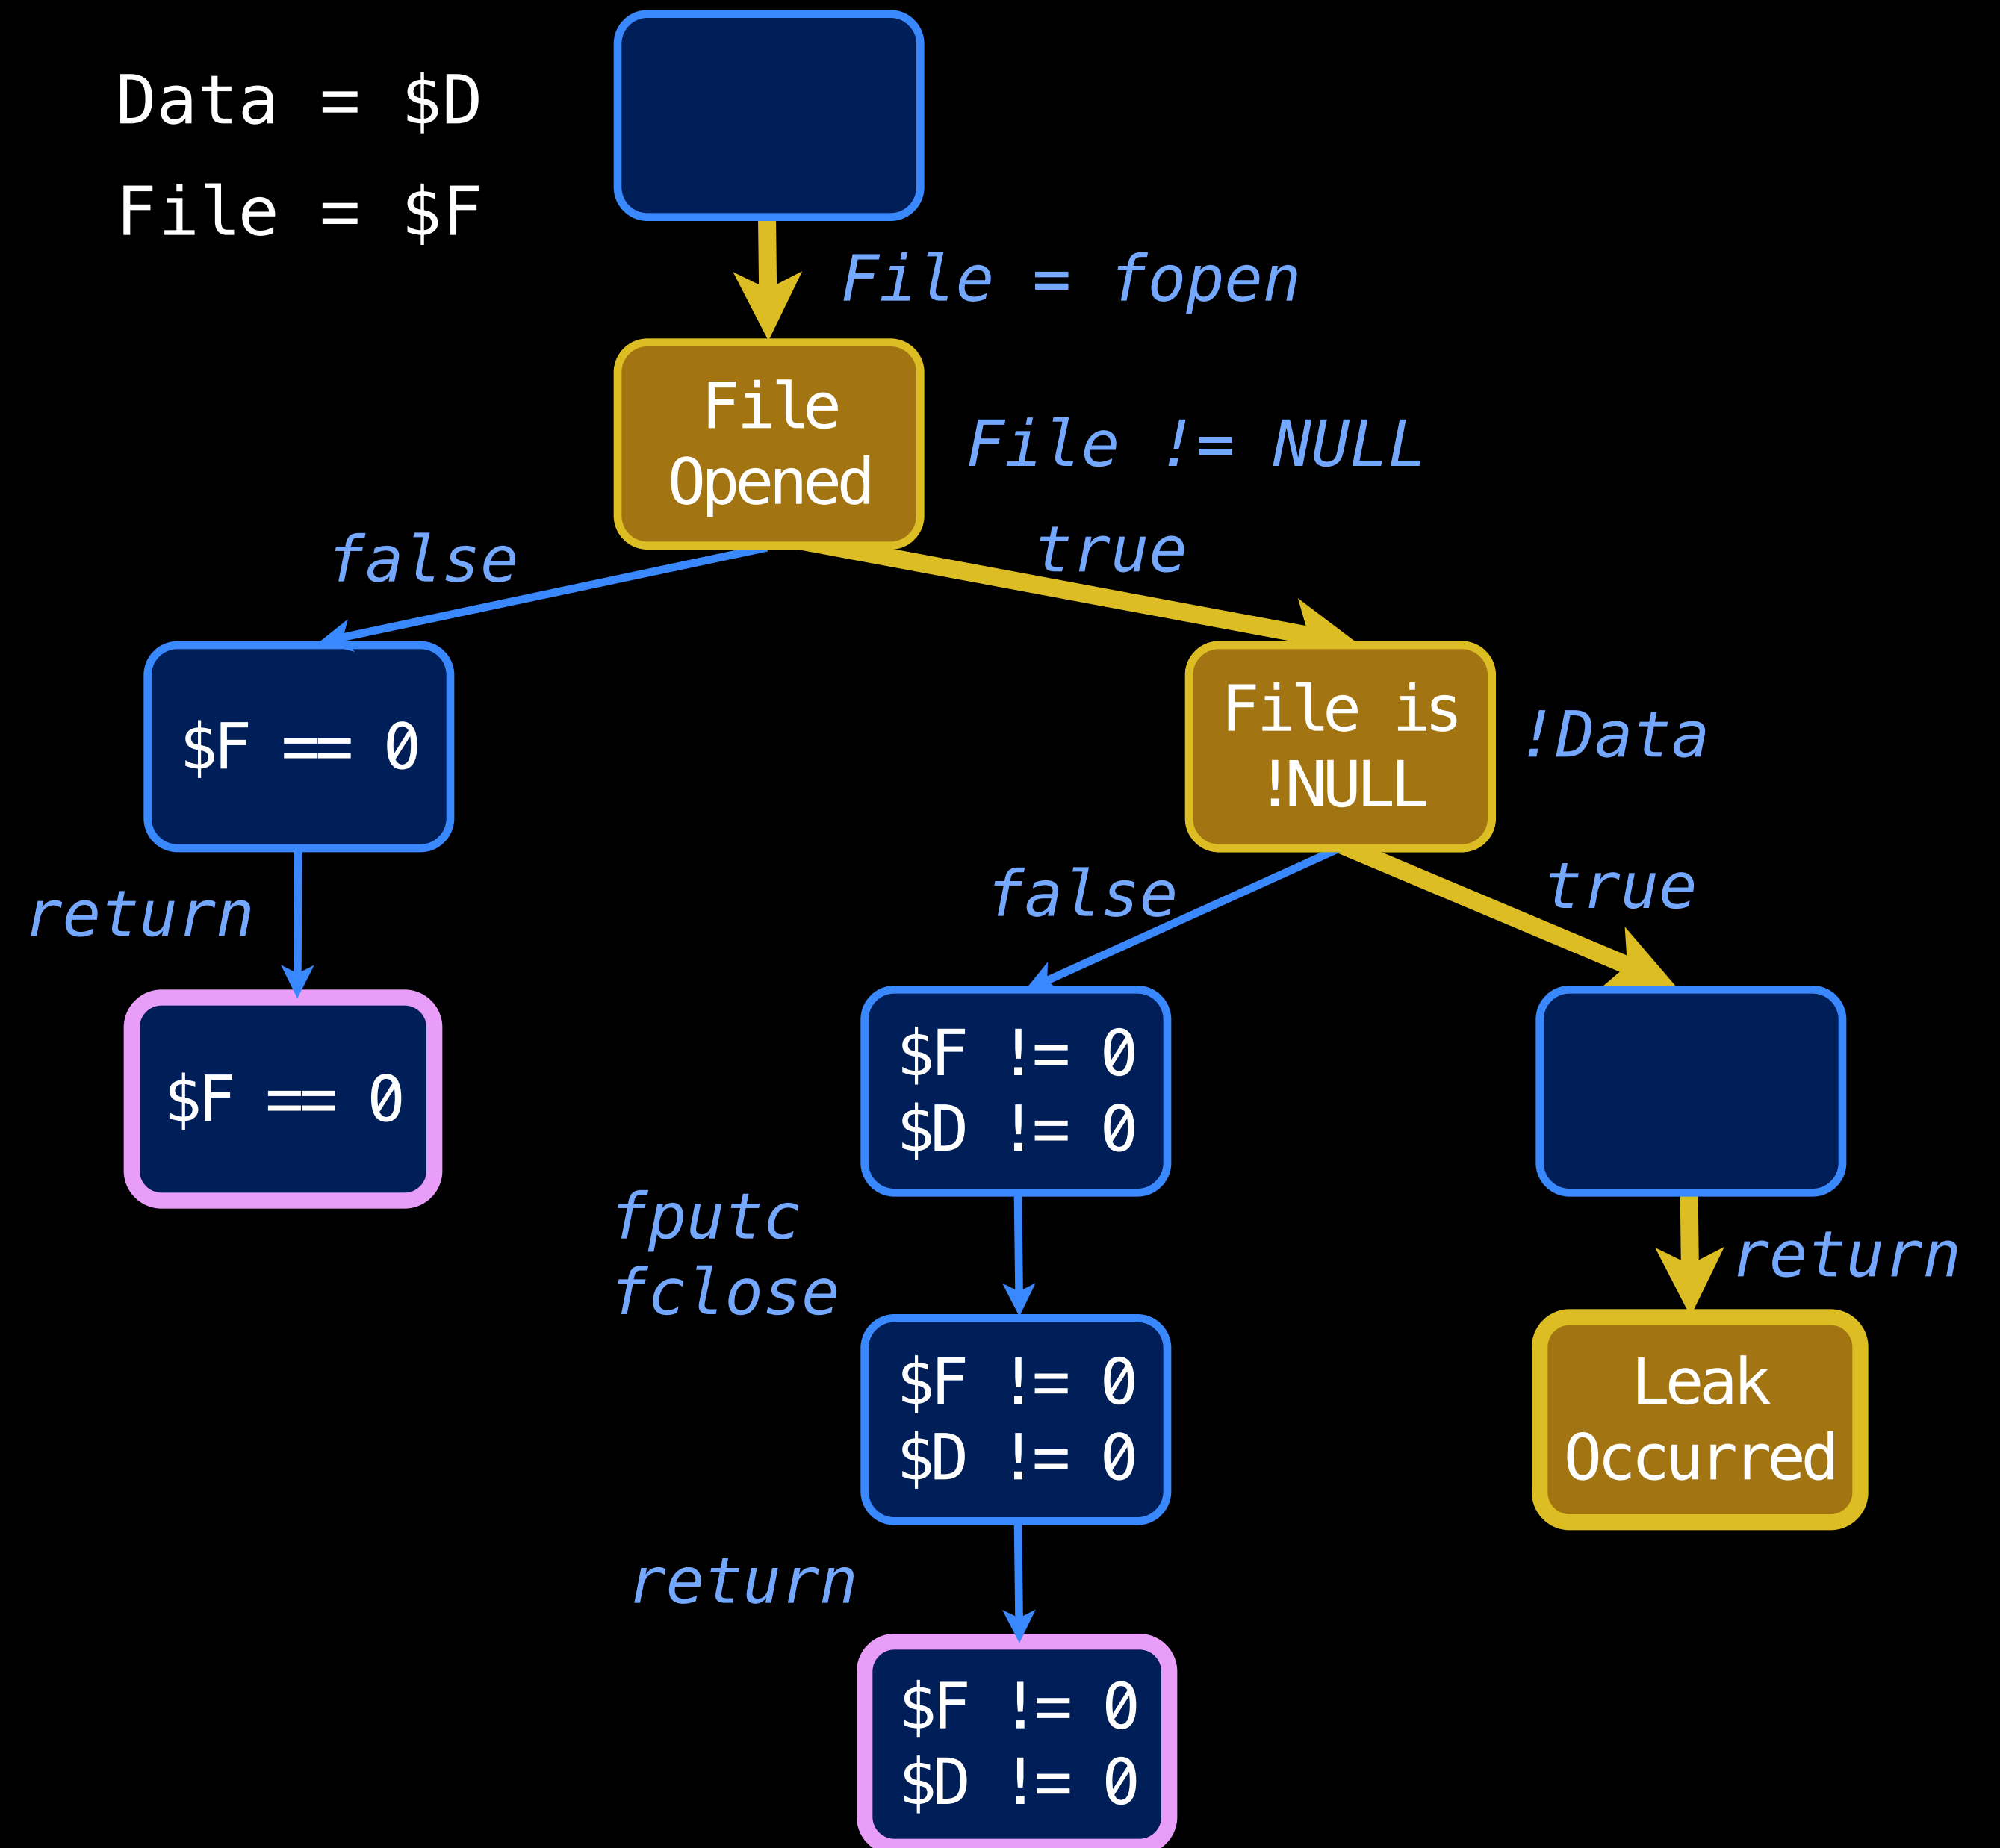 Data = $D
File = $F
File = fopen
File
Opened
File != NULL
false
true
$F == 0
File is
!NULL
!Data
return
false
true
$F == 0
$F != 0
$D != 0
fputc
fclose
return
$F != 0
$D != 0
Leak
Occurred
return
$F != 0
$D != 0